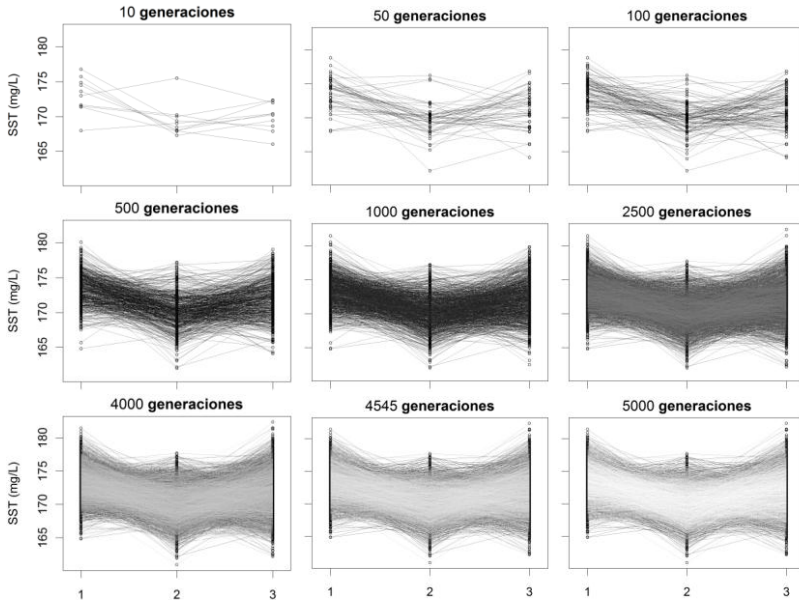 10 generaciones
50 generaciones
100 generaciones
SST (mg/L)
180
175
170
165
500 generaciones
1000 generaciones
2500 generaciones
SST (mg/L)
180
175
170
165
4000 generaciones
4545 generaciones
5000 generaciones
SST (mg/L)
180
175
170
165
1 2 3
1 2 3
1 2 3